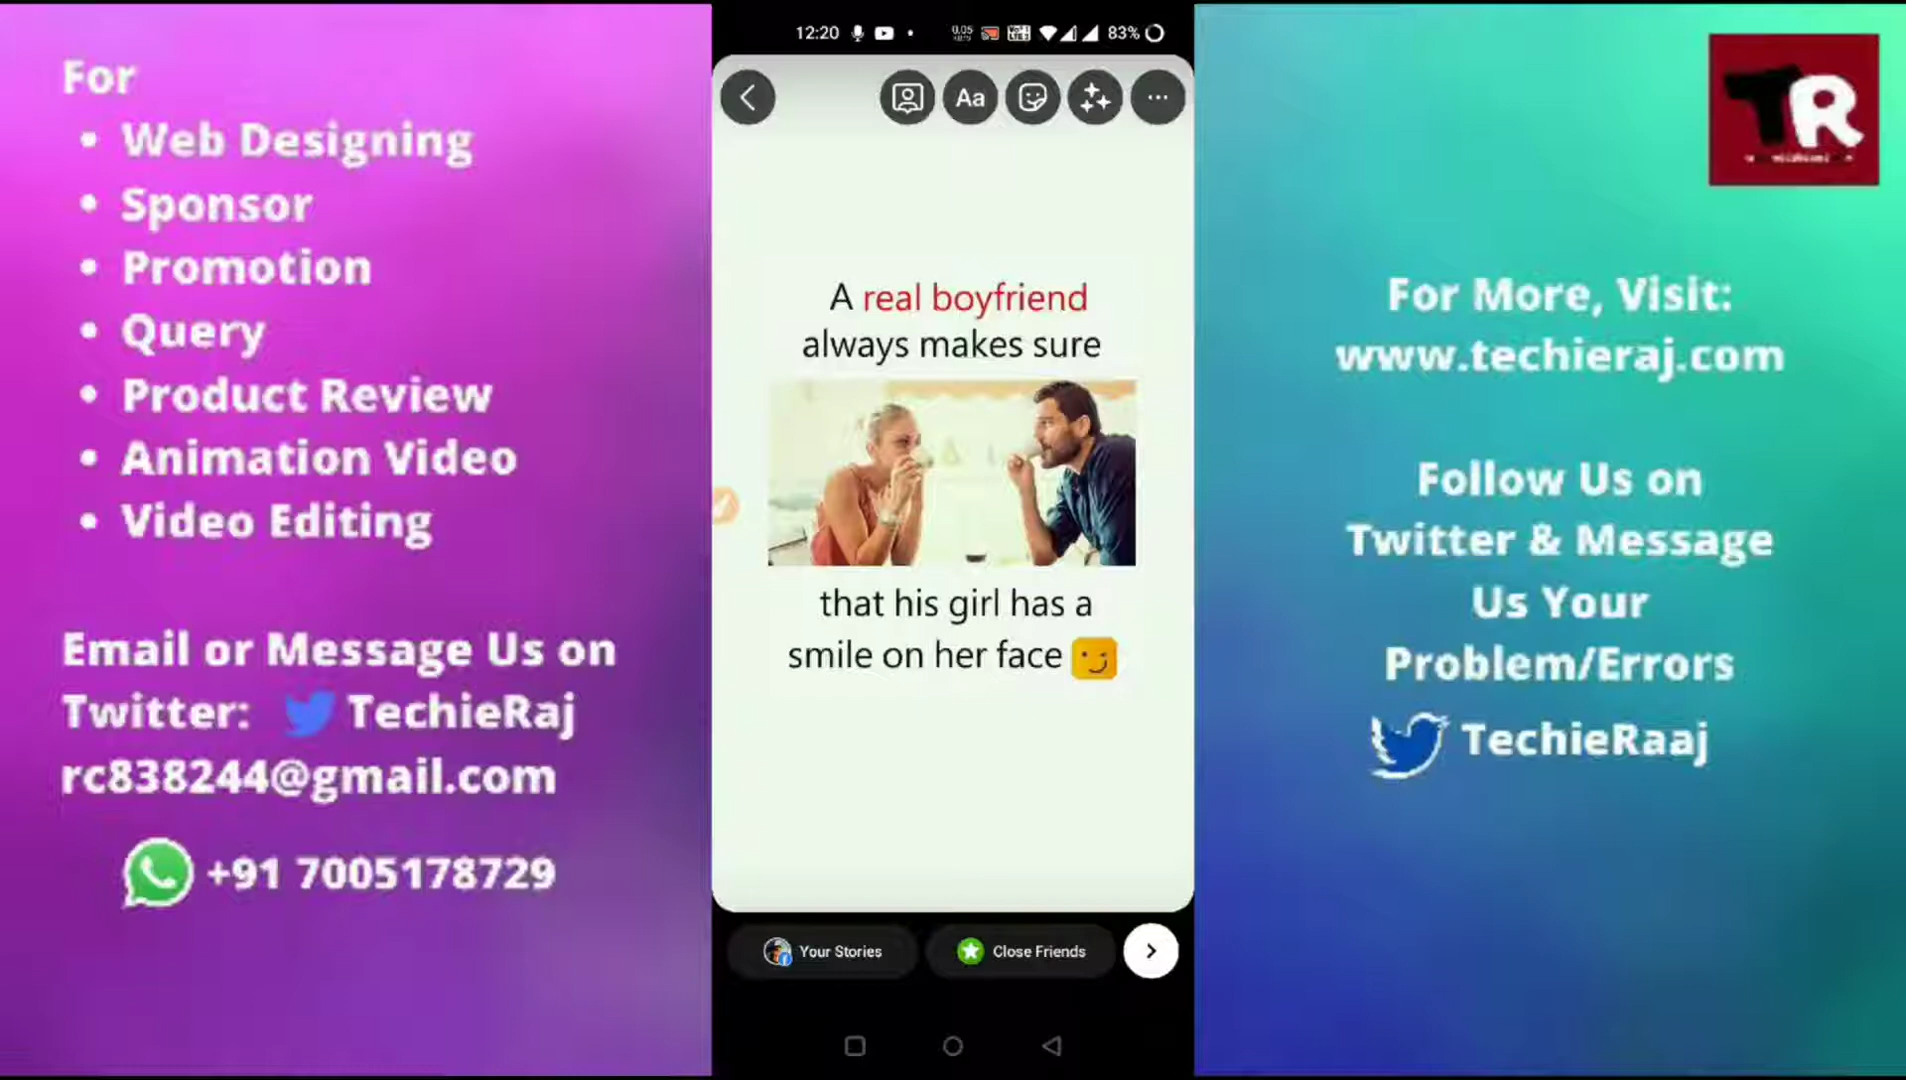 For
• Web Designing
• Sponsor
• Promotion
• Query
• Product Review
• Animation Video
• Video Editing
Email or Message Us on
Twitter: TechieRaj
rc838244@gmail.com
+91 7005178729
12:20
83%
Aa
A real boyfriend
always makes sure
that his girl has a
smile on her face
Your Stories
Close Friends
TR
For More, Visit:
www.techieraj.com
Follow Us on
Twitter & Message
Us Your
Problem/Errors
TechieRaaj